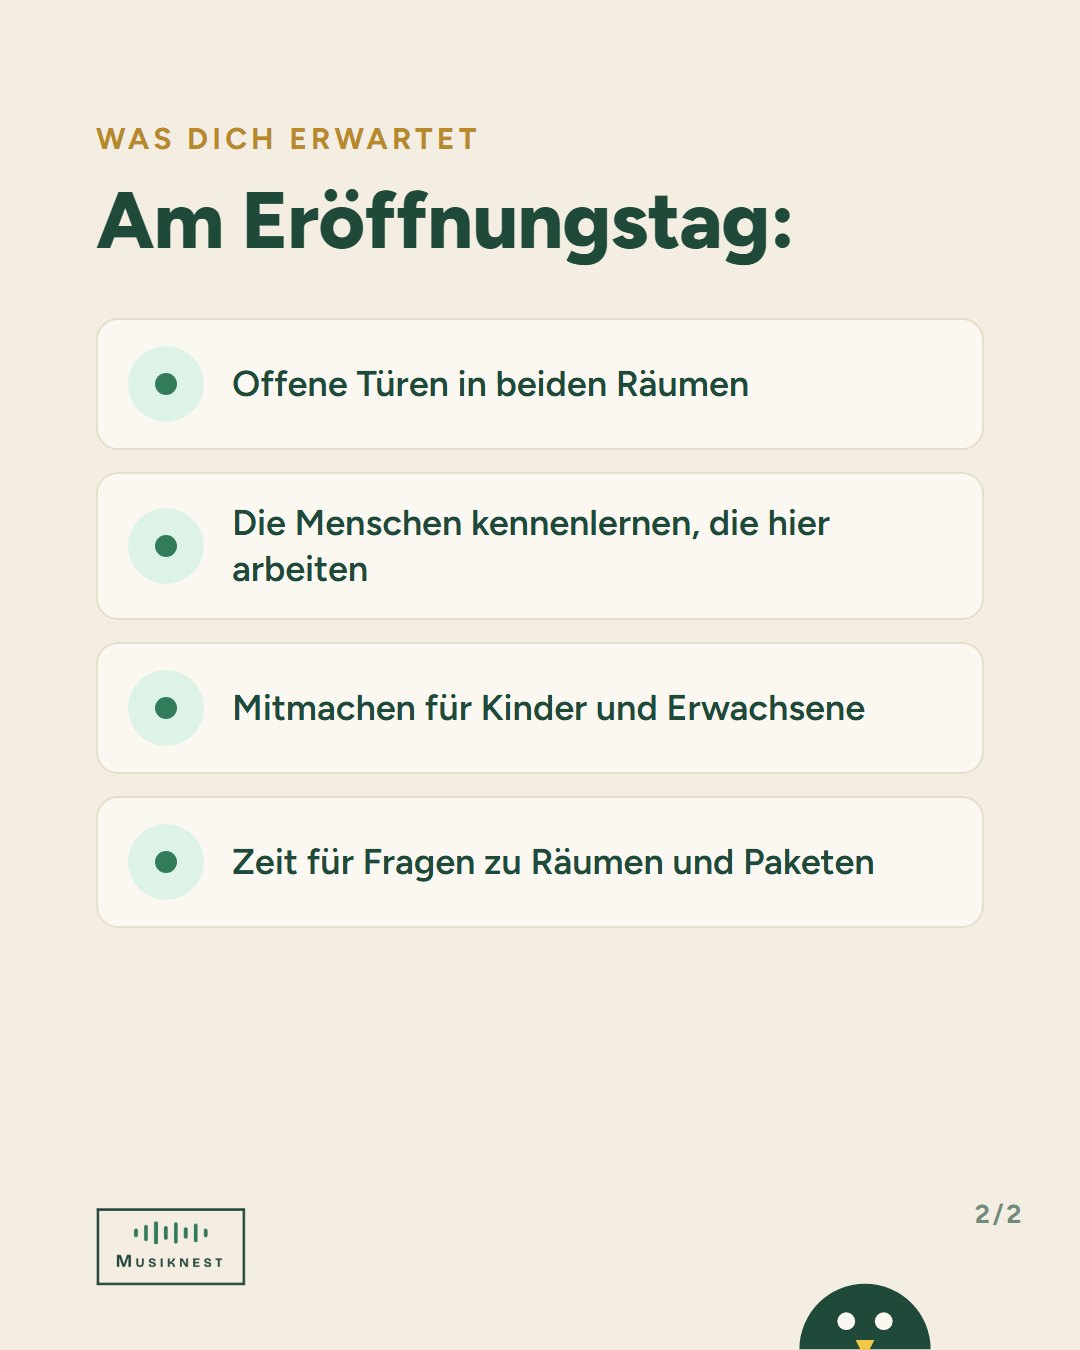 WAS DICH ERWARTET
Am Eröffnungstag:
Offene Türen in beiden Räumen
Die Menschen kennenlernen, die hier
arbeiten
Mitmachen für Kinder und Erwachsene
Zeit für Fragen zu Räumen und Paketen
2/2
MUSIKNEST